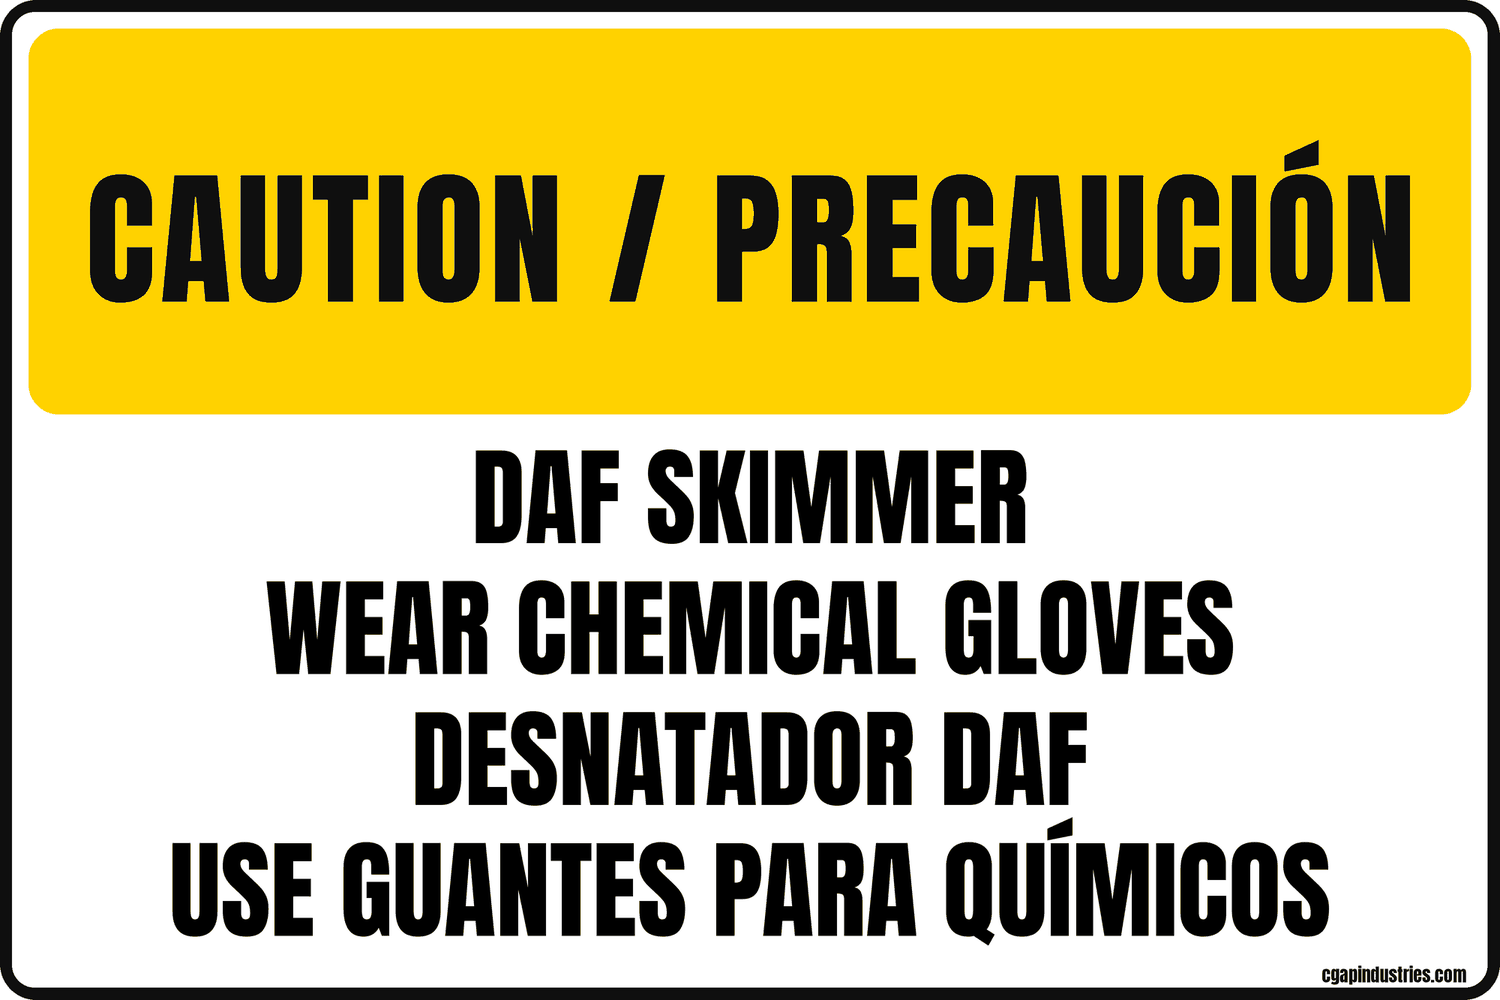 CAUTION / PRECAUCIÓN
DAF SKIMMER
WEAR CHEMICAL GLOVES
DESNATADOR DAF
USE GUANTES PARA QUÍMICOS
cgapindustries.com